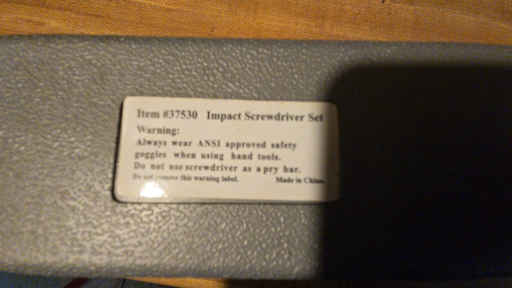 Item #37530 Impact Screwdriver Set
Warning:
Always wear ANSI approved safety
goggles when using hand tools.
Do not use screwdriver as a pry bar.
Do not remove this warning label. Made in China.